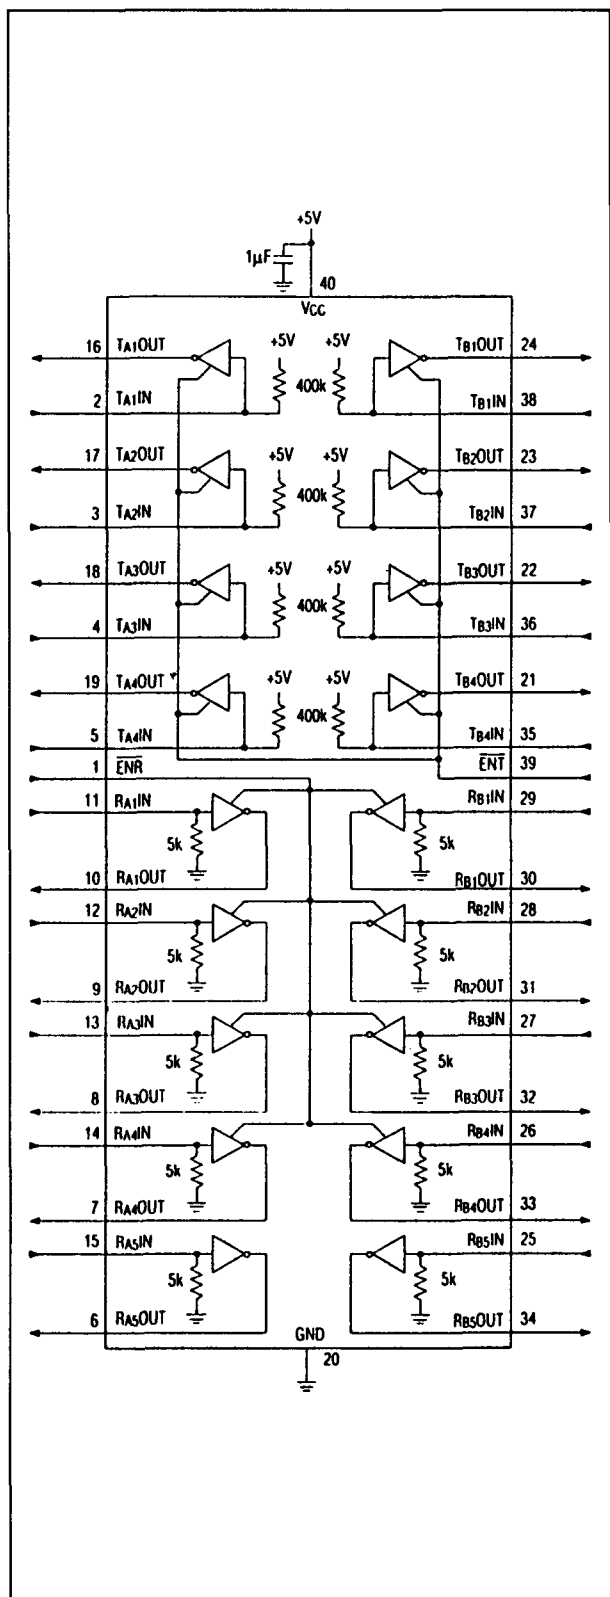 +5V
1µF
40
VCC
16 TA1OUT +5V +5V TB1OUT 24
400k
2 TA1IN TB1IN 38
17 TA2OUT +5V +5V TB2OUT 23
400k
3 TA2IN TB2IN 37
18 TA3OUT +5V +5V TB3OUT 22
400k
4 TA3IN TB3IN 36
19 TA4OUT +5V +5V TB4OUT 21
400k
5 TA4IN TB4IN 35
1 ENR ENT 39
11 RA1IN RB1IN 29
5k 5k
10 RA1OUT RB1OUT 30
12 RA2IN RB2IN 28
5k 5k
9 RA2OUT RB2OUT 31
13 RA3IN RB3IN 27
5k 5k
8 RA3OUT RB3OUT 32
14 RA4IN RB4IN 26
5k 5k
7 RA4OUT RB4OUT 33
15 RA5IN RB5IN 25
5k 5k
6 RA5OUT RB5OUT 34
GND
20